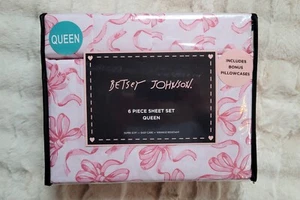 QUEEN
INCLUDES
BONUS
PILLOWCASES
BETSEY JOHNSON.
6 PIECE SHEET SET
QUEEN